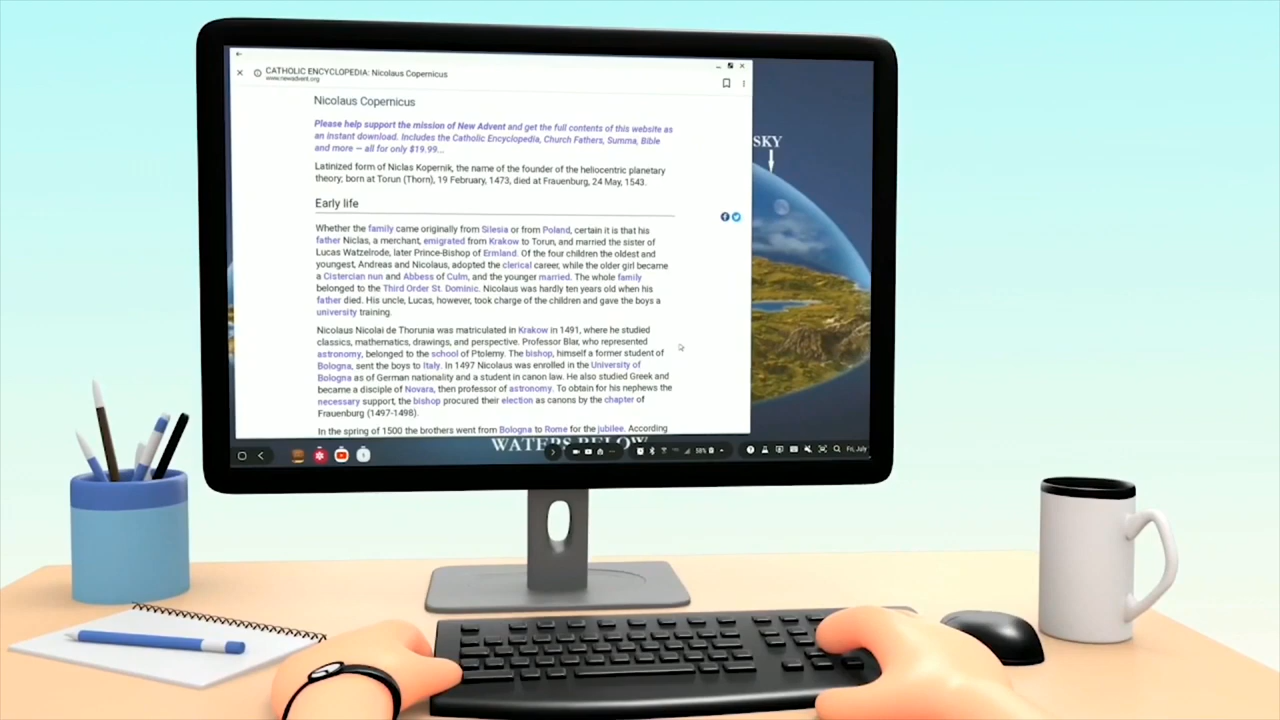 CATHOLIC ENCYCLOPEDIA: Nicolaus Copernicus
www.newadvent.org
Nicolaus Copernicus
Please help support the mission of New Advent and get the full contents of this website as
an instant download. Includes the Catholic Encyclopedia, Church Fathers, Summa, Bible
and more — all for only $19.99...
Latinized form of Niclas Kopernik, the name of the founder of the heliocentric planetary
theory; born at Torun (Thorn), 19 February, 1473, died at Frauenburg, 24 May, 1543.
SKY
Early life
Whether the family came originally from Silesia or from Poland, certain it is that his
father Niclas, a merchant, emigrated from Krakow to Torun, and married the sister of
Lucas Watzelrode, later Prince-Bishop of Ermland. Of the four children the oldest and
youngest, Andreas and Nicolaus, adopted the clerical career, while the older girl became
a Cistercian nun and Abbess of Culm, and the younger married. The whole family
belonged to the Third Order St. Dominic. Nicolaus was hardly ten years old when his
father died. His uncle, Lucas, however, took charge of the children and gave the boys a
university training.
Nicolaus Nicolai de Thorunia was matriculated in Krakow in 1491, where he studied
classics, mathematics, drawings, and perspective. Professor Blar, who represented
astronomy, belonged to the school of Ptolemy. The bishop, himself a former student of
Bologna, sent the boys to Italy. In 1497 Nicolaus was enrolled in the University of
Bologna as of German nationality and a student in canon law. He also studied Greek and
became a disciple of Novara, then professor of astronomy. To obtain for his nephews the
necessary support, the bishop procured their election as canons by the chapter of
Frauenburg (1497-1498).
In the spring of 1500 the brothers went from Bologna to Rome for the jubilee. According
WATERS BELOW
58%
Fri, July